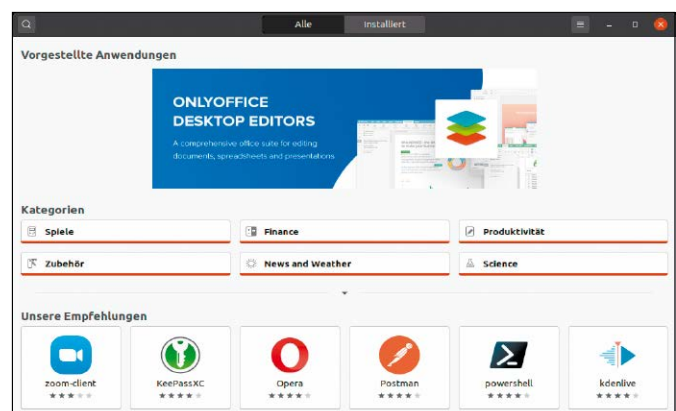 Alle Installiert
Vorgestellte Anwendungen
ONLYOFFICE
DESKTOP EDITORS
A comprehensive office suite for editing
documents, spreadsheets and presentations
Kategorien
Spiele Finance Produktivität
Zubehör News and Weather Science
Unsere Empfehlungen
zoom-client KeePassXC Opera Postman powershell kdenlive